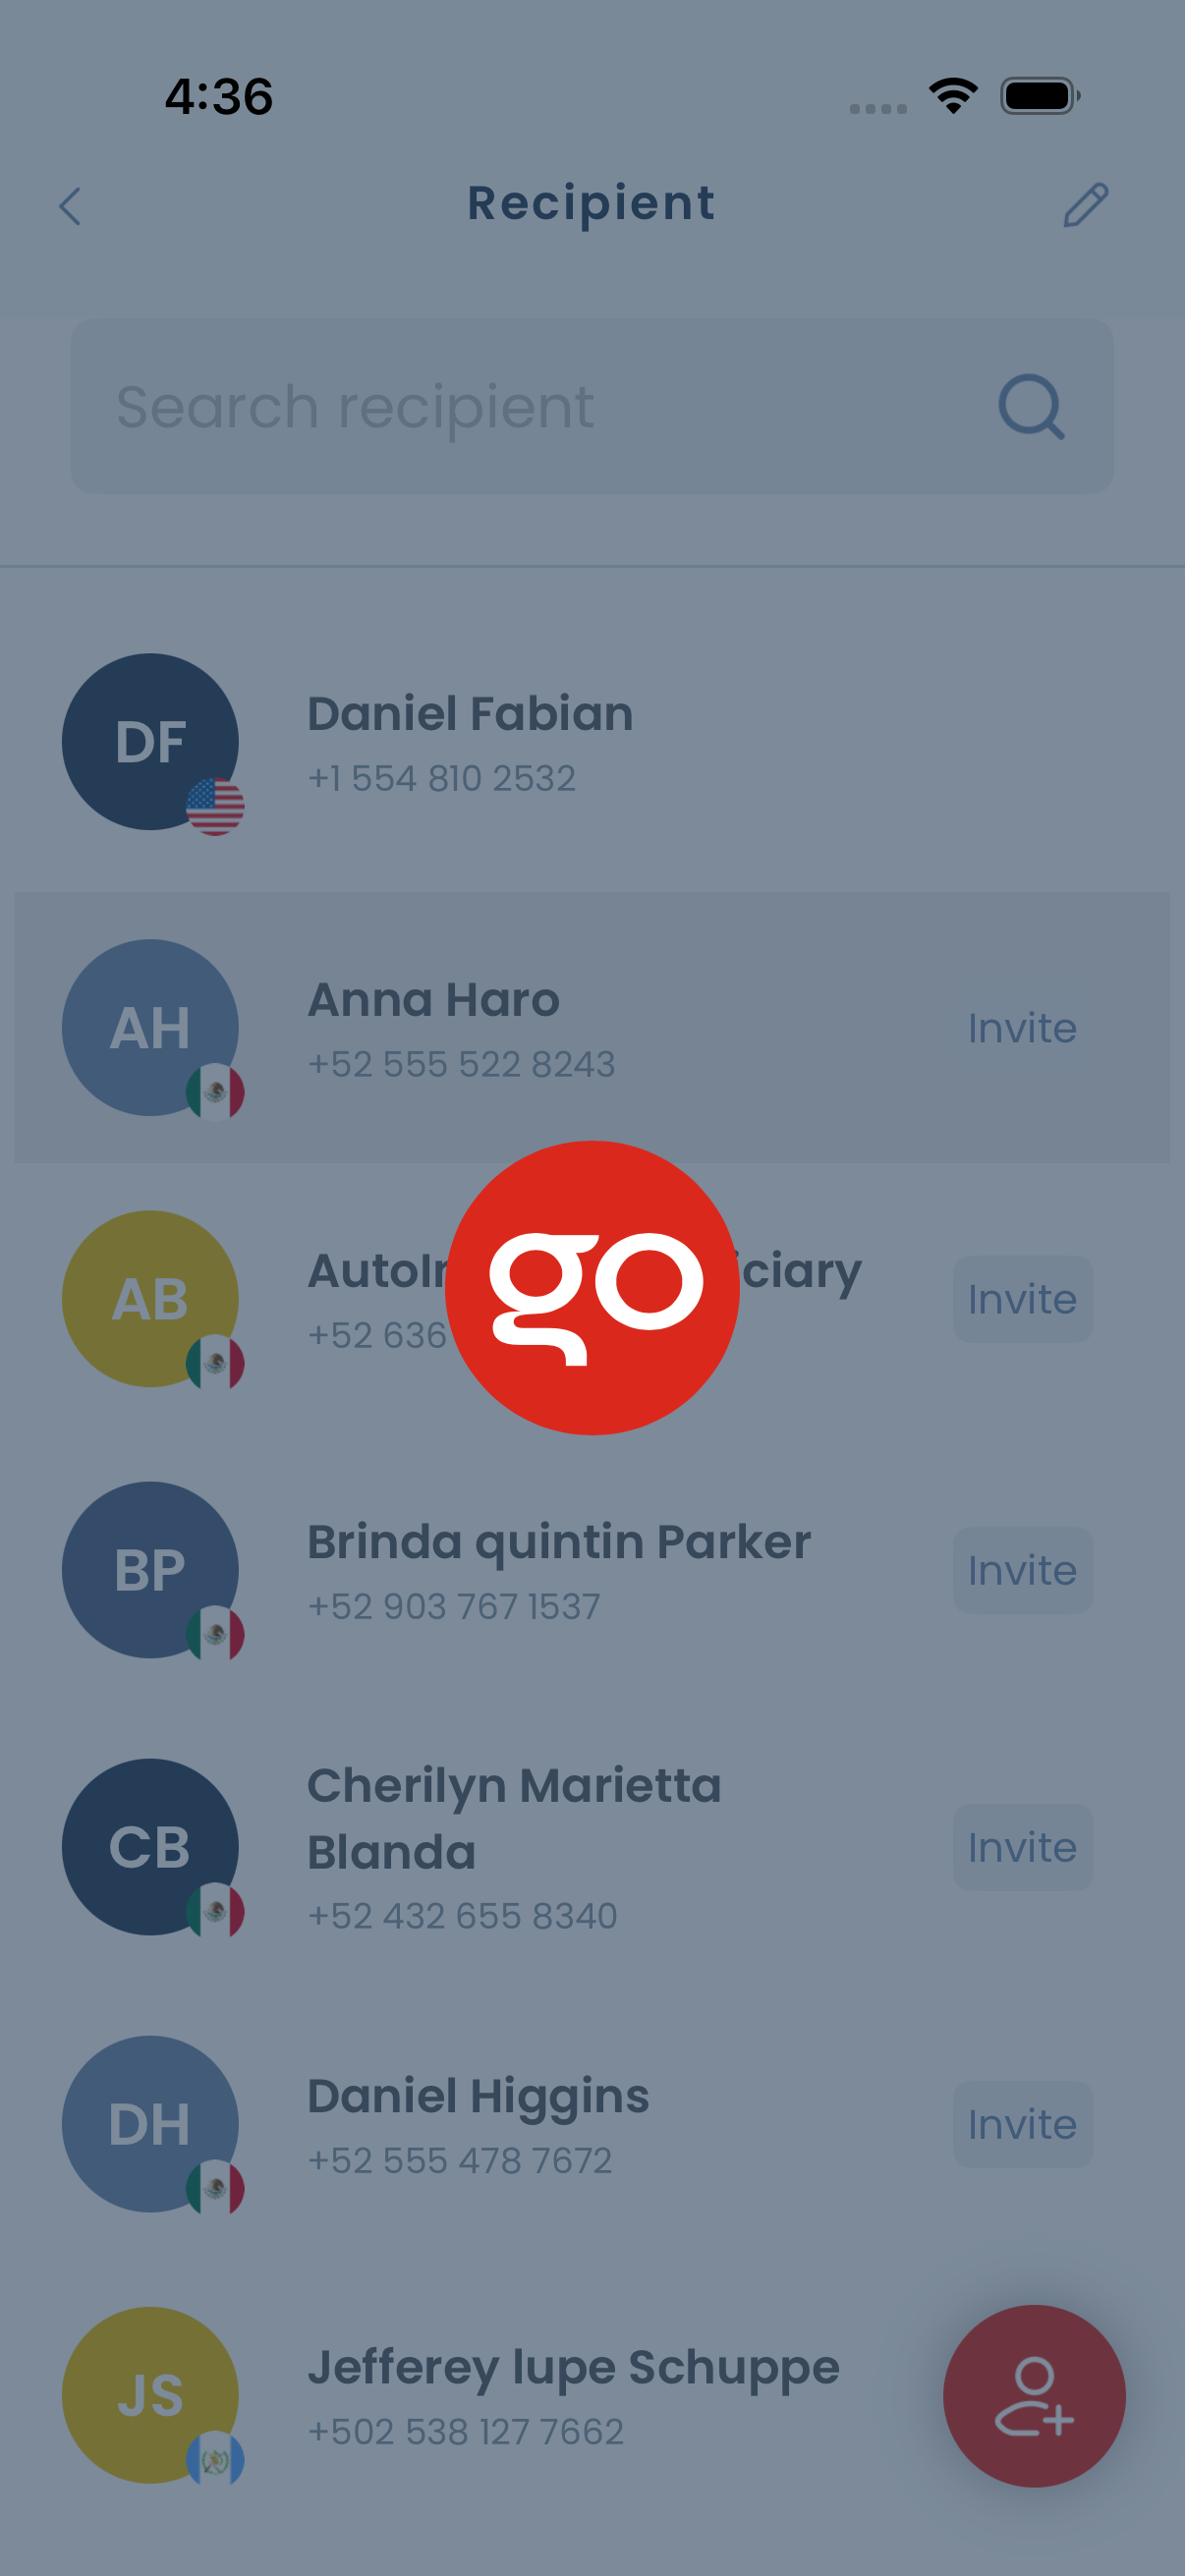 4:36
Recipient
Search recipient
DF
Daniel Fabian
+1 554 810 2532
AH
Anna Haro
+52 555 522 8243
Invite
AB
+52 636
Invite
go
BP
Brinda quintin Parker
+52 903 767 1537
Invite
CB
Cherilyn Marietta
Blanda
+52 432 655 8340
Invite
DH
Daniel Higgins
+52 555 478 7672
Invite
JS
Jefferey lupe Schuppe
+502 538 127 7662